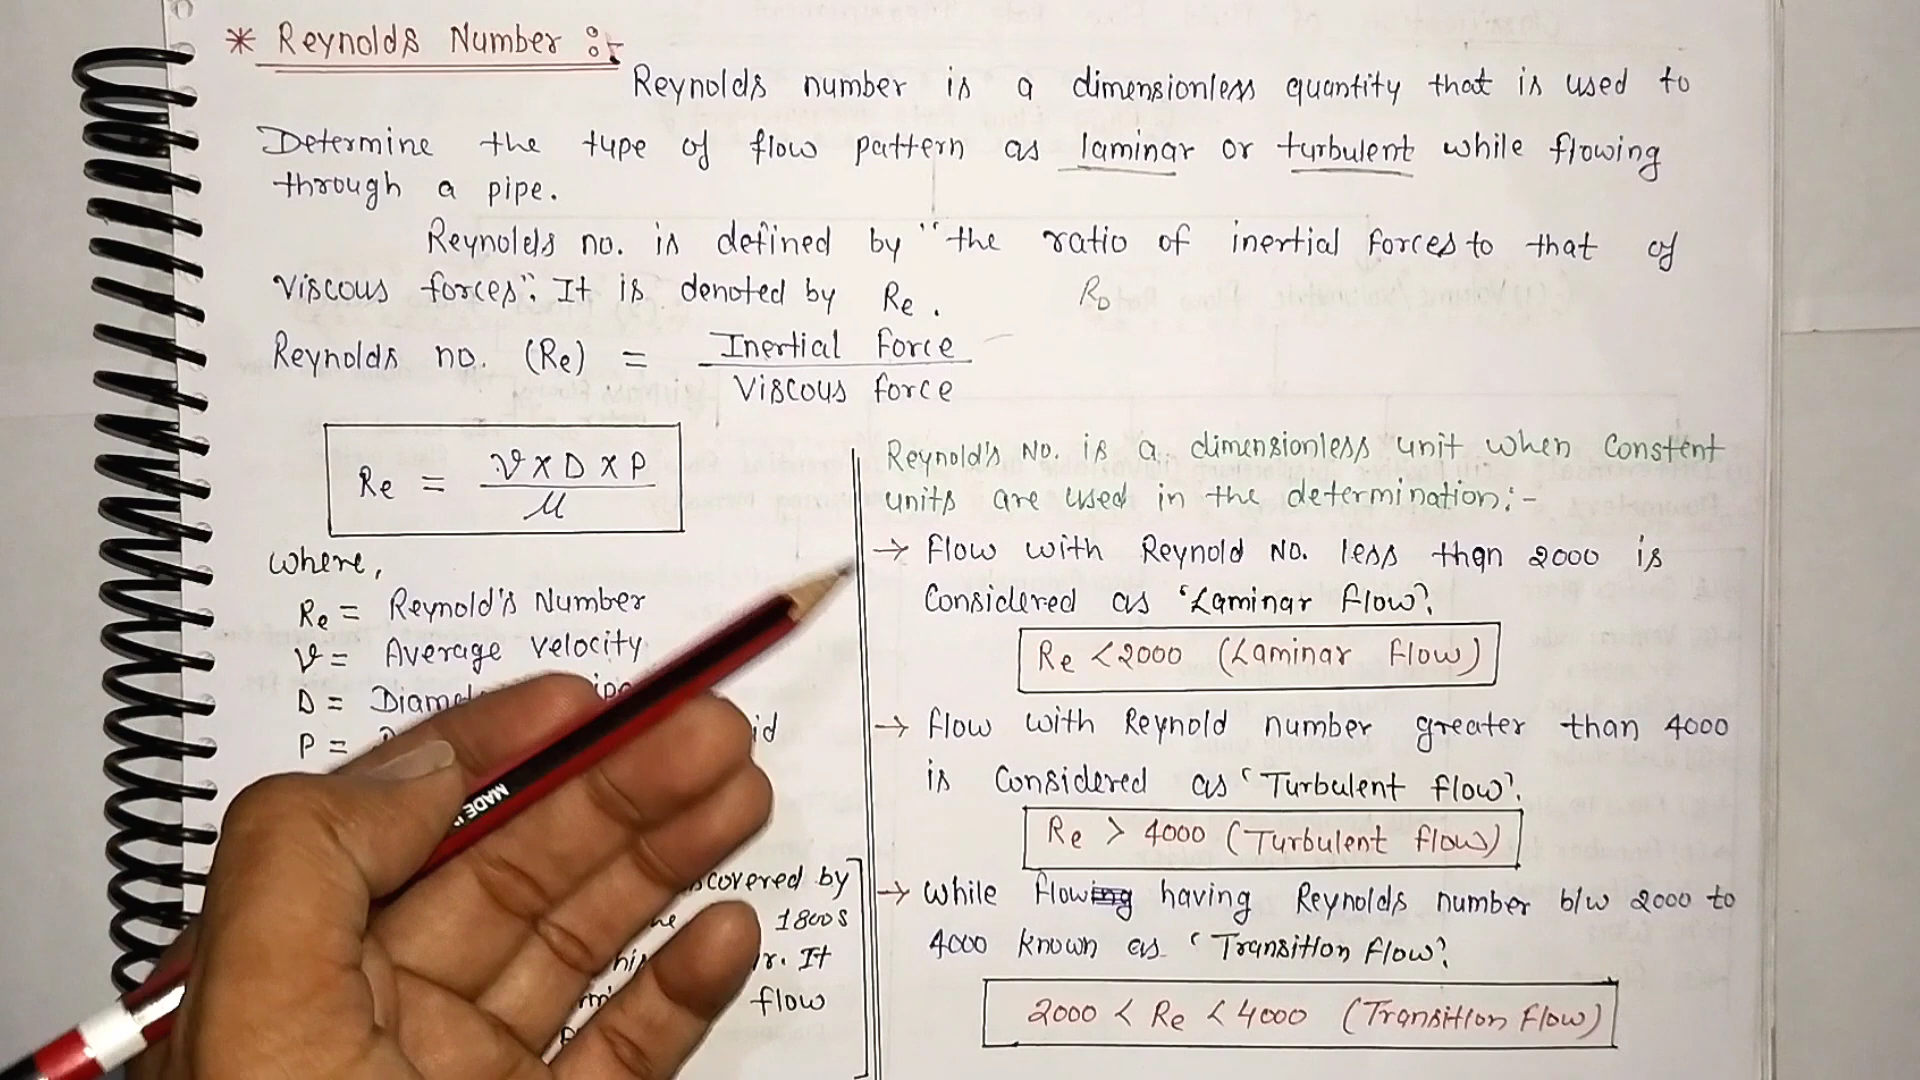 * Reynolds Number :-
Reynolds number is a dimensionless quantity that is used to
Determine the type of flow pattern as laminar or turbulent while flowing
through a pipe.
Reynolds no. is defined by "the ratio of inertial forces to that of
viscous forces". It is denoted by Re. R_D
Reynolds no. (Re) = Inertial Force / Viscous force
Re = v x D x ρ / μ
where,
Re = Reynold's Number
v = Average velocity
D =
ρ =
covered by
1800s
It
flow
Reynold's No. is a dimensionless unit when constent
units are used in the determination:-
→ Flow with Reynold No. less than 2000 is
Considered as 'Laminar Flow'.
Re < 2000 (Laminar Flow)
→ Flow with Reynold number greater than 4000
is Considered as 'Turbulent flow'.
Re > 4000 (Turbulent flow)
→ while flow having Reynolds number b/w 2000 to
4000 known as 'Transition Flow'.
2000 < Re < 4000 (Transition Flow)
MADE